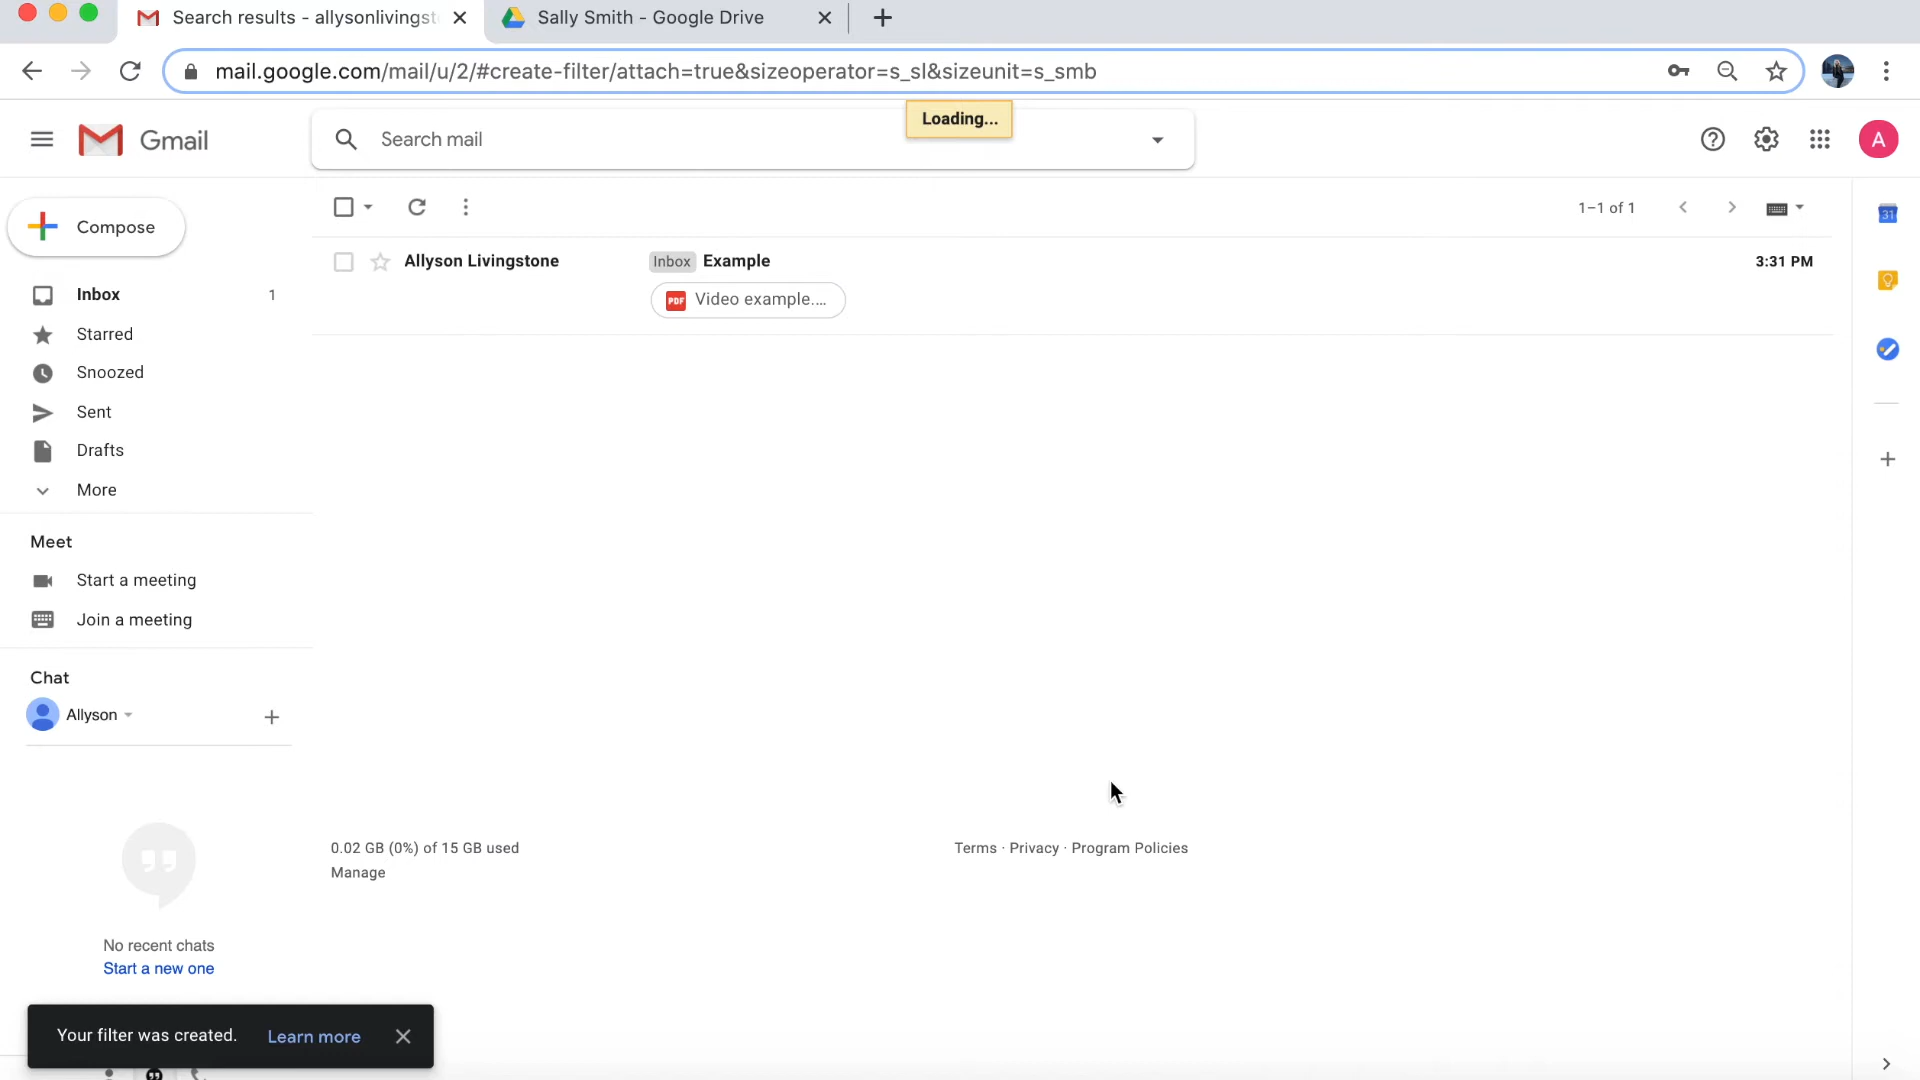 Search results - allysonlivingst
Sally Smith - Google Drive
mail.google.com/mail/u/2/#create-filter/attach=true&sizeoperator=s_sl&sizeunit=s_smb
Loading...
Gmail
Search mail
A
Compose
1–1 of 1
31
Allyson Livingstone
Inbox
Example
3:31 PM
PDF
Video example....
Inbox
1
Starred
Snoozed
Sent
Drafts
More
Meet
Start a meeting
Join a meeting
Chat
Allyson
No recent chats
Start a new one
0.02 GB (0%) of 15 GB used
Manage
Terms · Privacy · Program Policies
Your filter was created.
Learn more